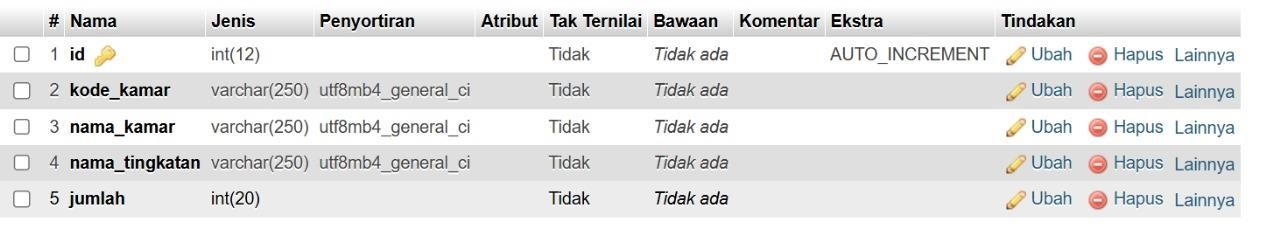 # Nama Jenis Penyortiran Atribut Tak Ternilai Bawaan Komentar Ekstra Tindakan
1 id int(12) Tidak Tidak ada AUTO_INCREMENT Ubah Hapus Lainnya
2 kode_kamar varchar(250) utf8mb4_general_ci Tidak Tidak ada Ubah Hapus Lainnya
3 nama_kamar varchar(250) utf8mb4_general_ci Tidak Tidak ada Ubah Hapus Lainnya
4 nama_tingkatan varchar(250) utf8mb4_general_ci Tidak Tidak ada Ubah Hapus Lainnya
5 jumlah int(20) Tidak Tidak ada Ubah Hapus Lainnya